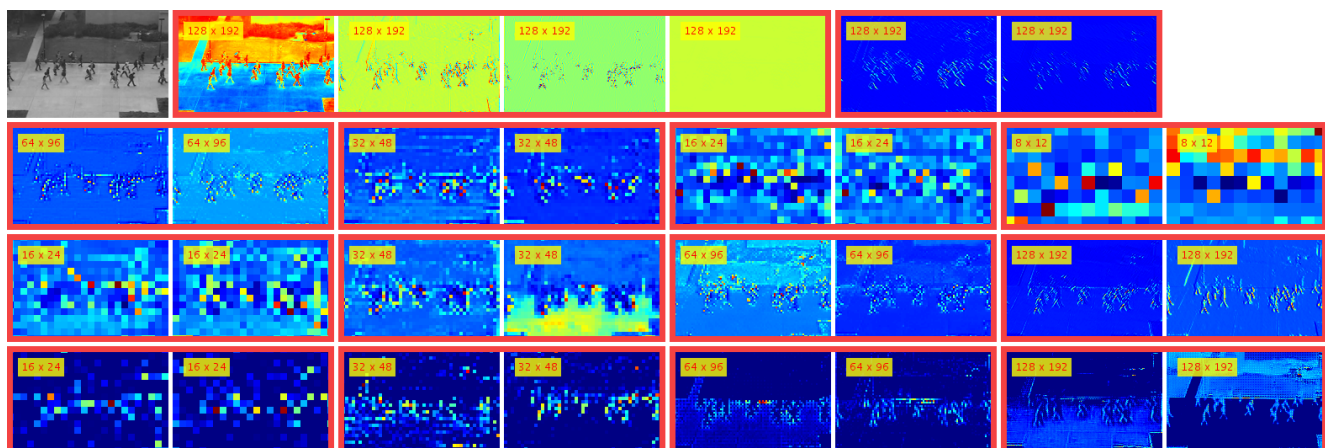 128 x 192 128 x 192 128 x 192 128 x 192 128 x 192 128 x 192
64 x 96 64 x 96 32 x 48 32 x 48 16 x 24 16 x 24 8 x 12 8 x 12
16 x 24 16 x 24 32 x 48 32 x 48 64 x 96 64 x 96 128 x 192 128 x 192
16 x 24 16 x 24 32 x 48 32 x 48 64 x 96 64 x 96 128 x 192 128 x 192